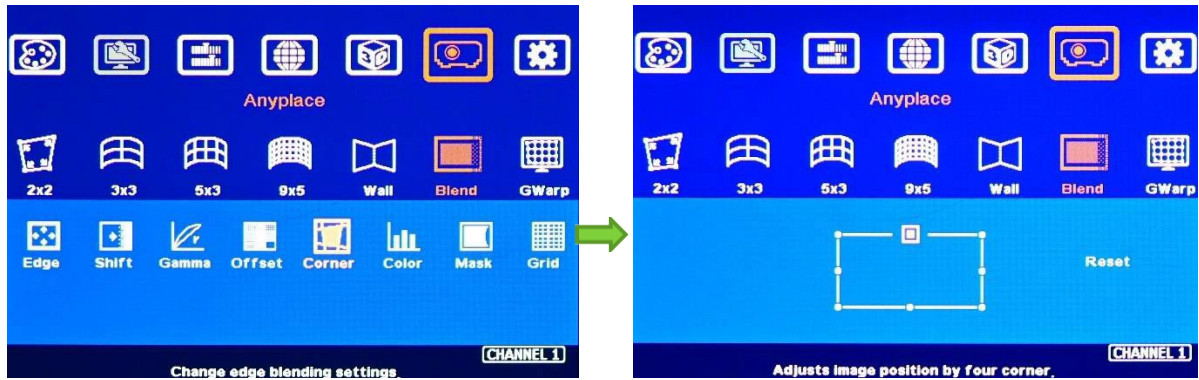 Anyplace
2x2 3x3 5x3 9x5 Wall Blend GWarp
Edge Shift Gamma Offset Corner Color Mask Grid
CHANNEL 1
Change edge blending settings.
Anyplace
2x2 3x3 5x3 9x5 Wall Blend GWarp
Reset
CHANNEL 1
Adjusts image position by four corner.